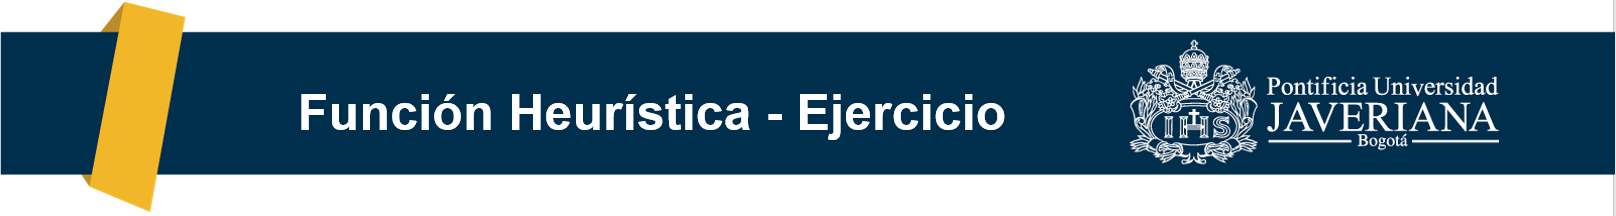 Función Heurística - Ejercicio
IHS
Pontificia Universidad
JAVERIANA
Bogotá